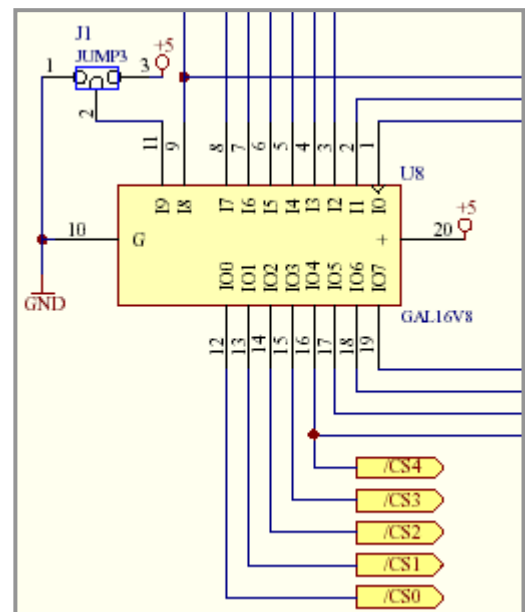 J1
JUMP3
+5
1
3
2
11
9
8
7
6
5
4
3
2
1
U8
I9
I8
I7
I6
I5
I4
I3
I2
I1
I0
10
G
+
20
+5
IO0
IO1
IO2
IO3
IO4
IO5
IO6
IO7
GND
GAL16V8
12
13
14
15
16
17
18
19
/CS4
/CS3
/CS2
/CS1
/CS0